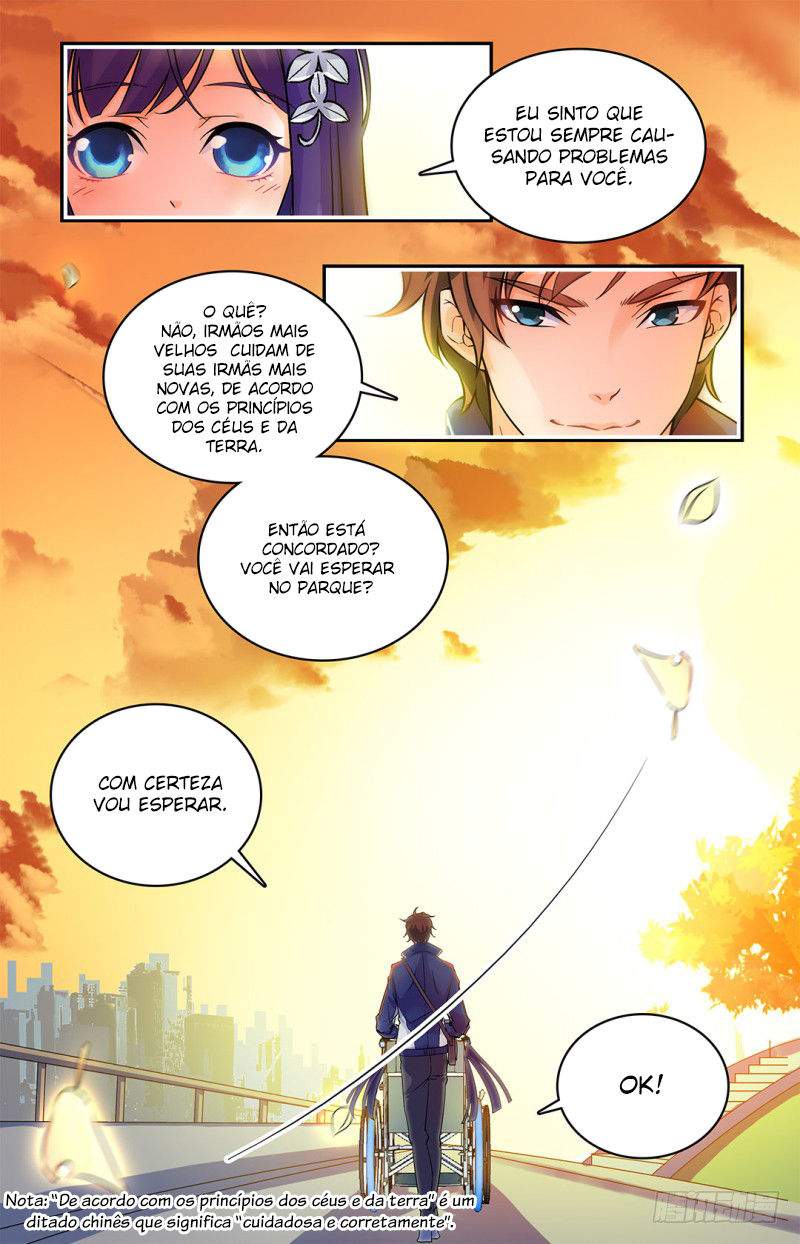 EU SINTO QUE
ESTOU SEMPRE CAU-
SANDO PROBLEMAS
PARA VOCÊ.
O QUÊ?
NÃO, IRMÃOS MAIS
VELHOS CUIDAM DE
SUAS IRMÃS MAIS
NOVAS, DE ACORDO
COM OS PRINCÍPIOS
DOS CÉUS E DA
TERRA.
ENTÃO ESTÁ
CONCORDADO?
VOCÊ VAI ESPERAR
NO PARQUE?
COM CERTEZA
VOU ESPERAR.
OK!
Nota: "De acordo com os princípios dos céus e da terra" é um
ditado chinês que significa "cuidadosa e corretamente".